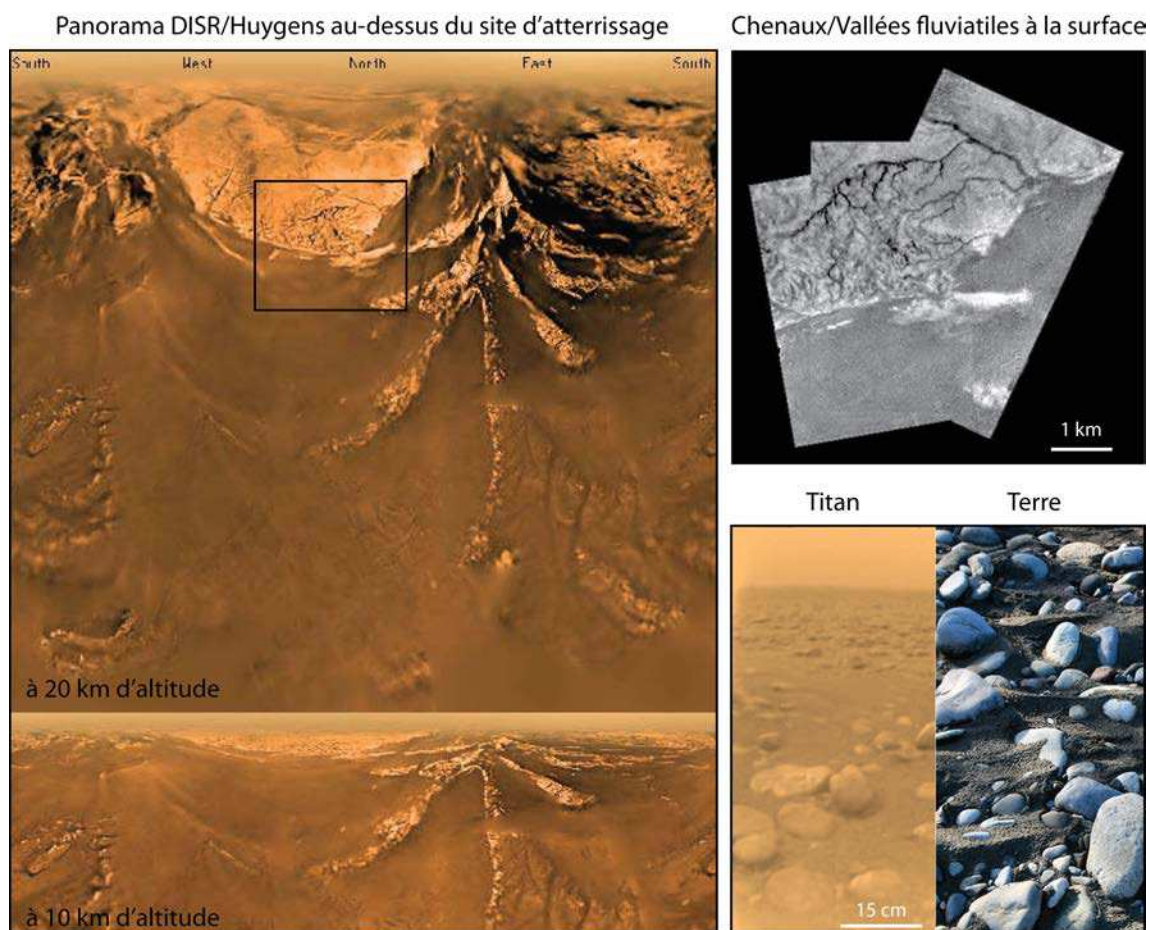 Panorama DISR/Huygens au-dessus du site d’atterrissage
South West North East South
à 20 km d’altitude
à 10 km d’altitude
Chenaux/Vallées fluviatiles à la surface
1 km
Titan Terre
15 cm